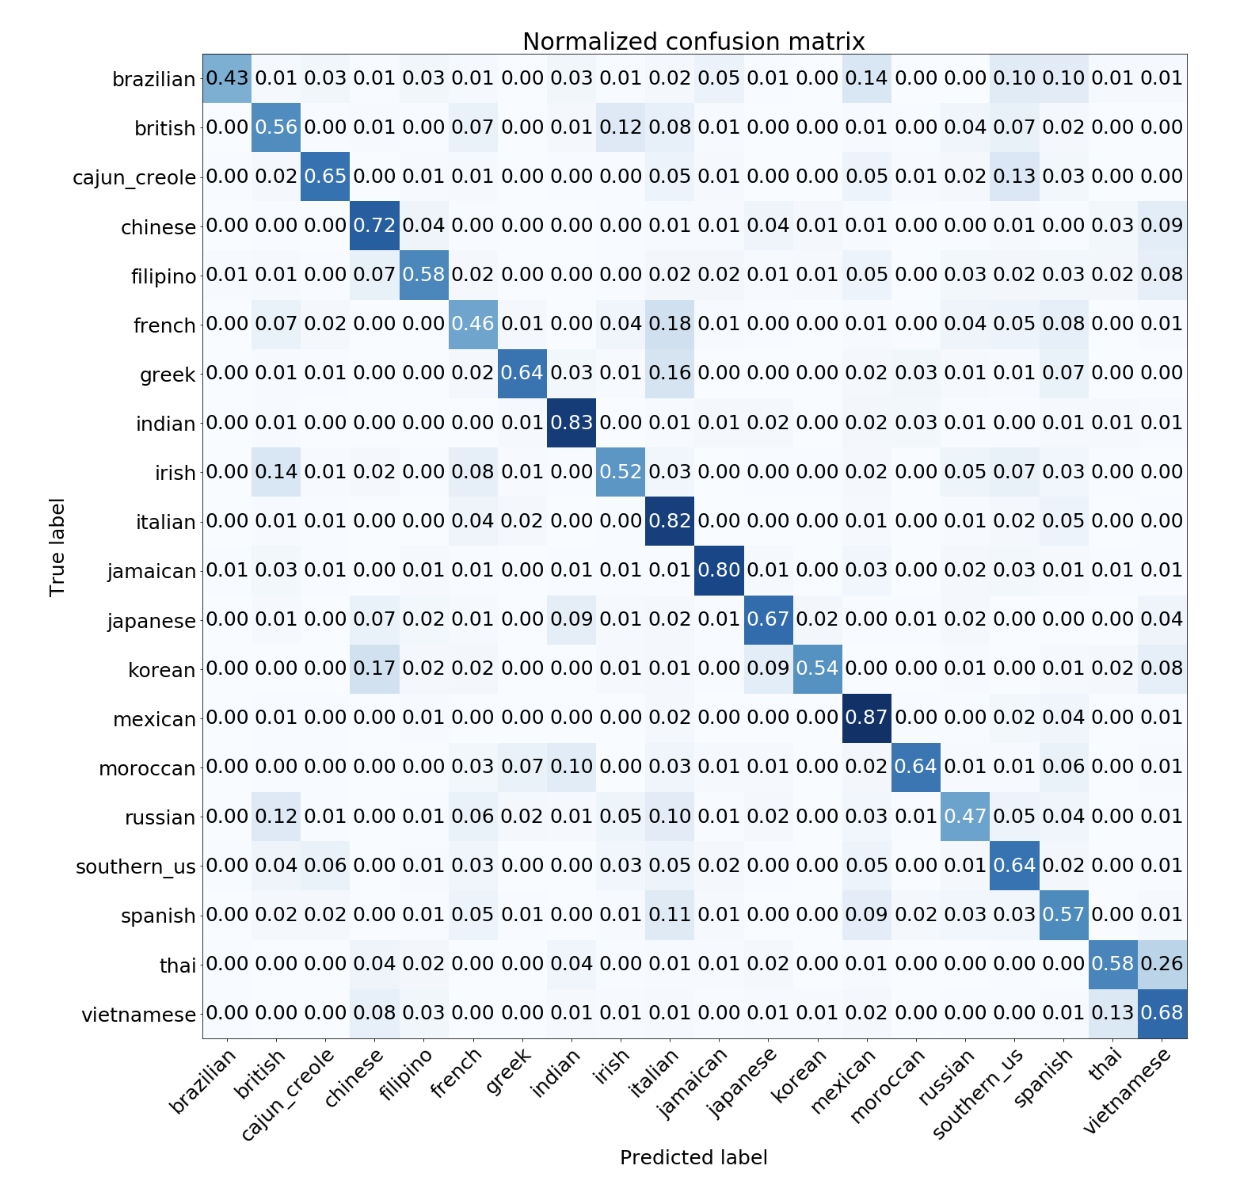 Normalized confusion matrix
brazilian 0.43 0.01 0.03 0.01 0.03 0.01 0.00 0.03 0.01 0.02 0.05 0.01 0.00 0.14 0.00 0.00 0.10 0.10 0.01 0.01
british 0.00 0.56 0.00 0.01 0.00 0.07 0.00 0.01 0.12 0.08 0.01 0.00 0.00 0.01 0.00 0.04 0.07 0.02 0.00 0.00
cajun_creole 0.00 0.02 0.65 0.00 0.01 0.01 0.00 0.00 0.00 0.05 0.01 0.00 0.00 0.05 0.01 0.02 0.13 0.03 0.00 0.00
chinese 0.00 0.00 0.00 0.72 0.04 0.00 0.00 0.00 0.00 0.01 0.01 0.04 0.01 0.01 0.00 0.00 0.01 0.00 0.03 0.09
filipino 0.01 0.01 0.00 0.07 0.58 0.02 0.00 0.00 0.00 0.02 0.02 0.01 0.01 0.05 0.00 0.03 0.02 0.03 0.02 0.08
french 0.00 0.07 0.02 0.00 0.00 0.46 0.01 0.00 0.04 0.18 0.01 0.00 0.00 0.01 0.00 0.04 0.05 0.08 0.00 0.01
greek 0.00 0.01 0.01 0.00 0.00 0.02 0.64 0.03 0.01 0.16 0.00 0.00 0.00 0.02 0.03 0.01 0.01 0.07 0.00 0.00
indian 0.00 0.01 0.00 0.00 0.00 0.00 0.01 0.83 0.00 0.01 0.01 0.02 0.00 0.02 0.03 0.01 0.00 0.01 0.01 0.01
irish 0.00 0.14 0.01 0.02 0.00 0.08 0.01 0.00 0.52 0.03 0.00 0.00 0.00 0.02 0.00 0.05 0.07 0.03 0.00 0.00
italian 0.00 0.01 0.01 0.00 0.00 0.04 0.02 0.00 0.00 0.82 0.00 0.00 0.00 0.01 0.00 0.01 0.02 0.05 0.00 0.00
jamaican 0.01 0.03 0.01 0.00 0.01 0.01 0.00 0.01 0.01 0.01 0.80 0.01 0.00 0.03 0.00 0.02 0.03 0.01 0.01 0.01
japanese 0.00 0.01 0.00 0.07 0.02 0.01 0.00 0.09 0.01 0.02 0.01 0.67 0.02 0.00 0.01 0.02 0.00 0.00 0.00 0.04
korean 0.00 0.00 0.00 0.17 0.02 0.02 0.00 0.00 0.01 0.01 0.00 0.09 0.54 0.00 0.00 0.01 0.00 0.01 0.02 0.08
mexican 0.00 0.01 0.00 0.00 0.01 0.00 0.00 0.00 0.00 0.02 0.00 0.00 0.00 0.87 0.00 0.00 0.02 0.04 0.00 0.01
moroccan 0.00 0.00 0.00 0.00 0.00 0.03 0.07 0.10 0.00 0.03 0.01 0.01 0.00 0.02 0.64 0.01 0.01 0.06 0.00 0.01
russian 0.00 0.12 0.01 0.00 0.01 0.06 0.02 0.01 0.05 0.10 0.01 0.02 0.00 0.03 0.01 0.47 0.05 0.04 0.00 0.01
southern_us 0.00 0.04 0.06 0.00 0.01 0.03 0.00 0.00 0.03 0.05 0.02 0.00 0.00 0.05 0.00 0.01 0.64 0.02 0.00 0.01
spanish 0.00 0.02 0.02 0.00 0.01 0.05 0.01 0.00 0.01 0.11 0.01 0.00 0.00 0.09 0.02 0.03 0.03 0.57 0.00 0.01
thai 0.00 0.00 0.00 0.04 0.02 0.00 0.00 0.04 0.00 0.01 0.01 0.02 0.00 0.01 0.00 0.00 0.00 0.00 0.58 0.26
vietnamese 0.00 0.00 0.00 0.08 0.03 0.00 0.00 0.01 0.01 0.01 0.00 0.01 0.01 0.02 0.00 0.00 0.00 0.01 0.13 0.68
True label
brazilian british cajun_creole chinese filipino french greek indian irish italian jamaican japanese korean mexican moroccan russian southern_us spanish thai vietnamese
Predicted label